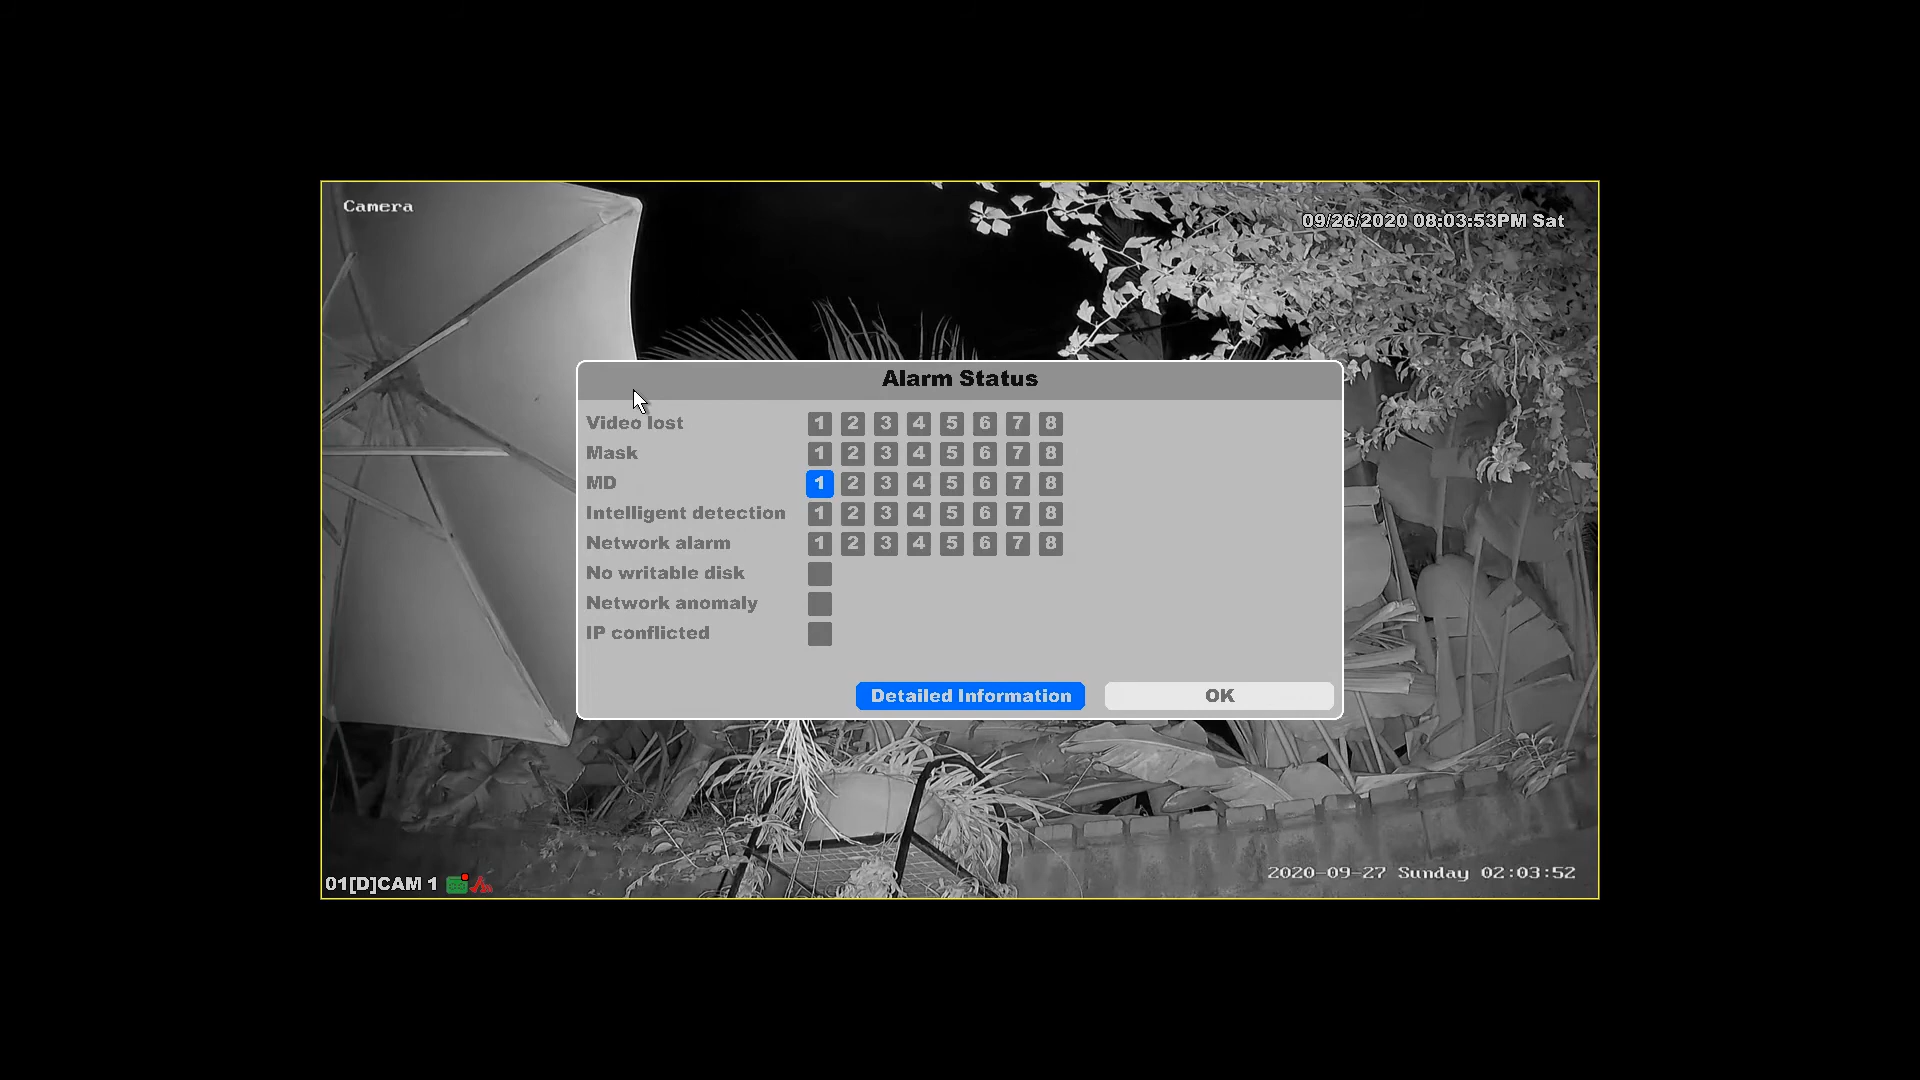 Camera
09/26/2020 08:03:53PM Sat
Alarm Status
Video lost 1 2 3 4 5 6 7 8
Mask 1 2 3 4 5 6 7 8
MD 1 2 3 4 5 6 7 8
Intelligent detection 1 2 3 4 5 6 7 8
Network alarm 1 2 3 4 5 6 7 8
No writable disk
Network anomaly
IP conflicted
Detailed Information OK
2020-09-27 Sunday 02:03:52
01[D]CAM 1